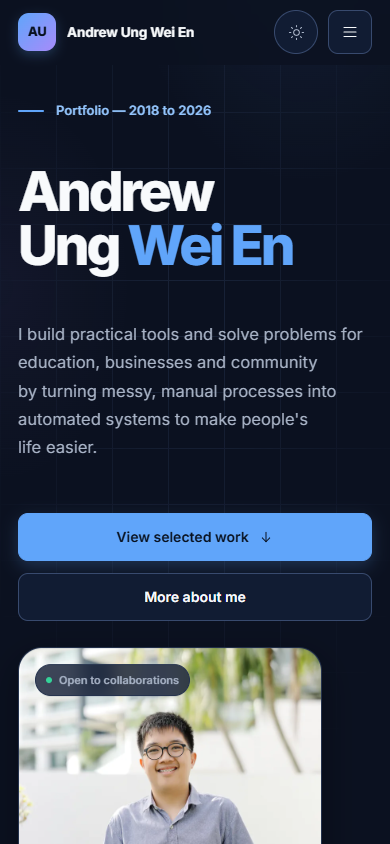 AU Andrew Ung Wei En
Portfolio — 2018 to 2026
Andrew
Ung Wei En
I build practical tools and solve problems for
education, businesses and community
by turning messy, manual processes into
automated systems to make people's
life easier.
View selected work ↓
More about me
Open to collaborations